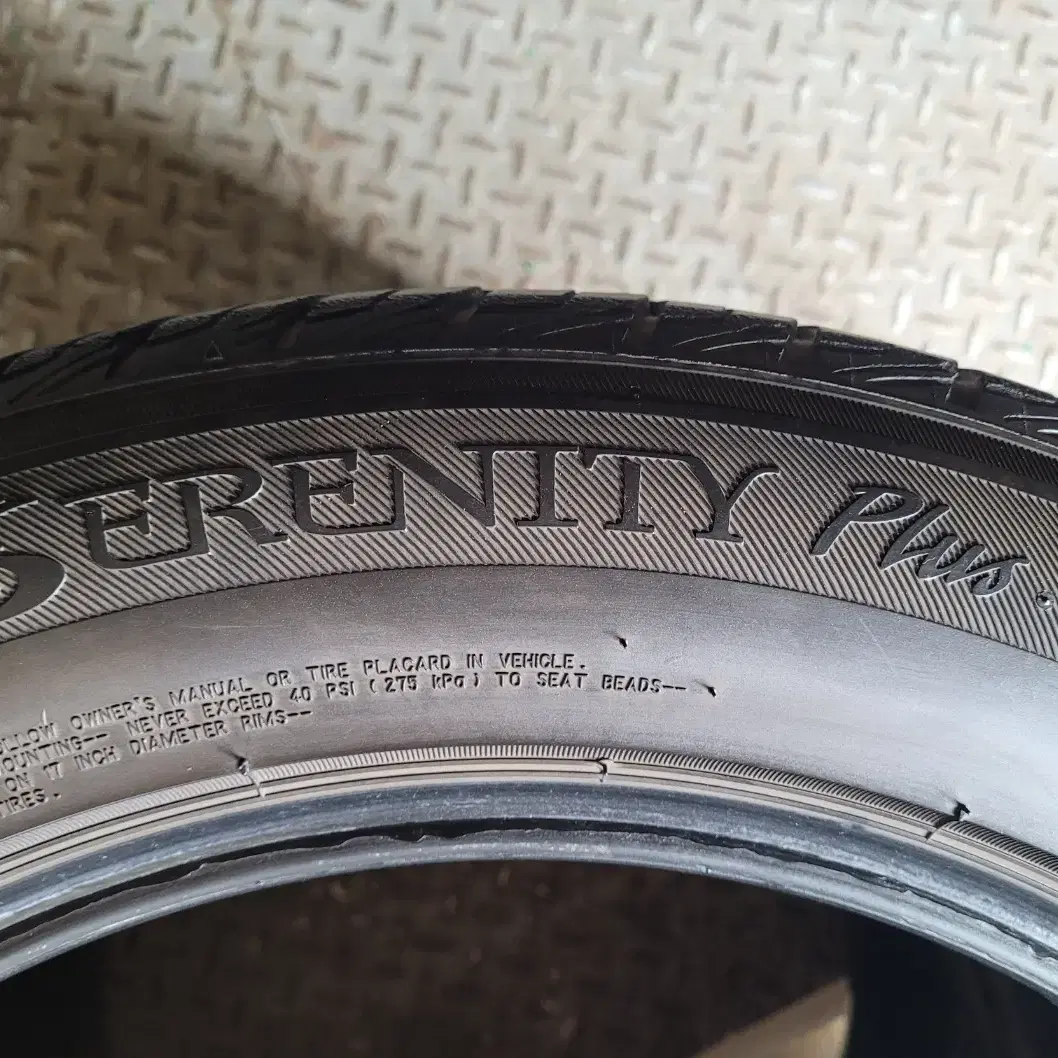 SERENITY Plus
OLLOW OWNER'S MANUAL OR TIRE PLACARD IN VEHICLE.
MOUNTING-- NEVER EXCEED 40 PSI (275 kPa) TO SEAT BEADS--
ON 17 INCH DIAMETER RIMS--
TIRES.